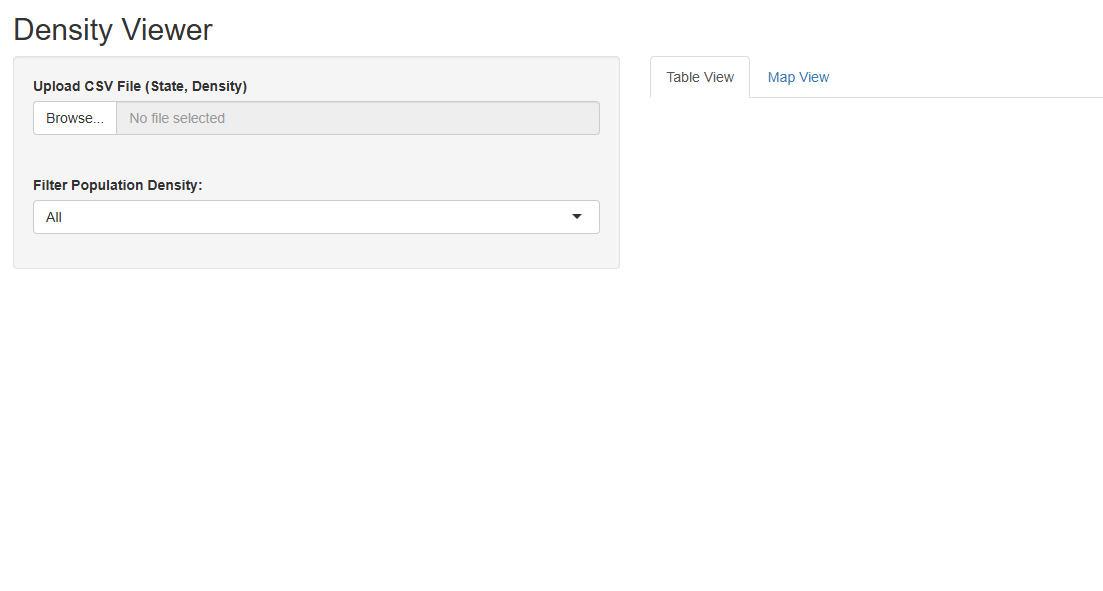 Density Viewer
Upload CSV File (State, Density)
Browse... No file selected
Filter Population Density:
All
Table View Map View